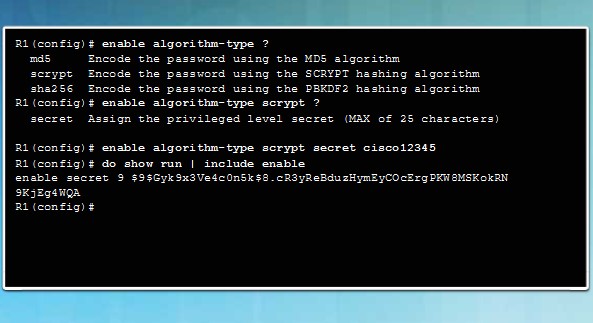 R1(config)# enable algorithm-type ?
  md5     Encode the password using the MD5 algorithm
  scrypt  Encode the password using the SCRYPT hashing algorithm
  sha256  Encode the password using the PBKDF2 hashing algorithm
R1(config)# enable algorithm-type scrypt ?
  secret  Assign the privileged level secret (MAX of 25 characters)
R1(config)# enable algorithm-type scrypt secret cisco12345
R1(config)# do show run | include enable
enable secret 9 $9$Gyk9x3Ve4c0n5k$8.cR3yReBduzHymEyCOcErgPKW8MSKokRN
9KjEg4WQA
R1(config)#